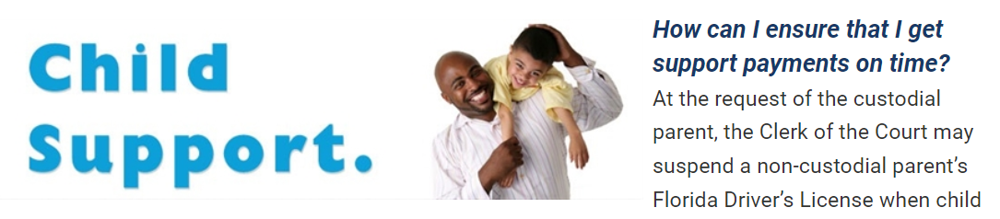 Child
Support.
How can I ensure that I get
support payments on time?
At the request of the custodial
parent, the Clerk of the Court may
suspend a non-custodial parent’s
Florida Driver’s License when child